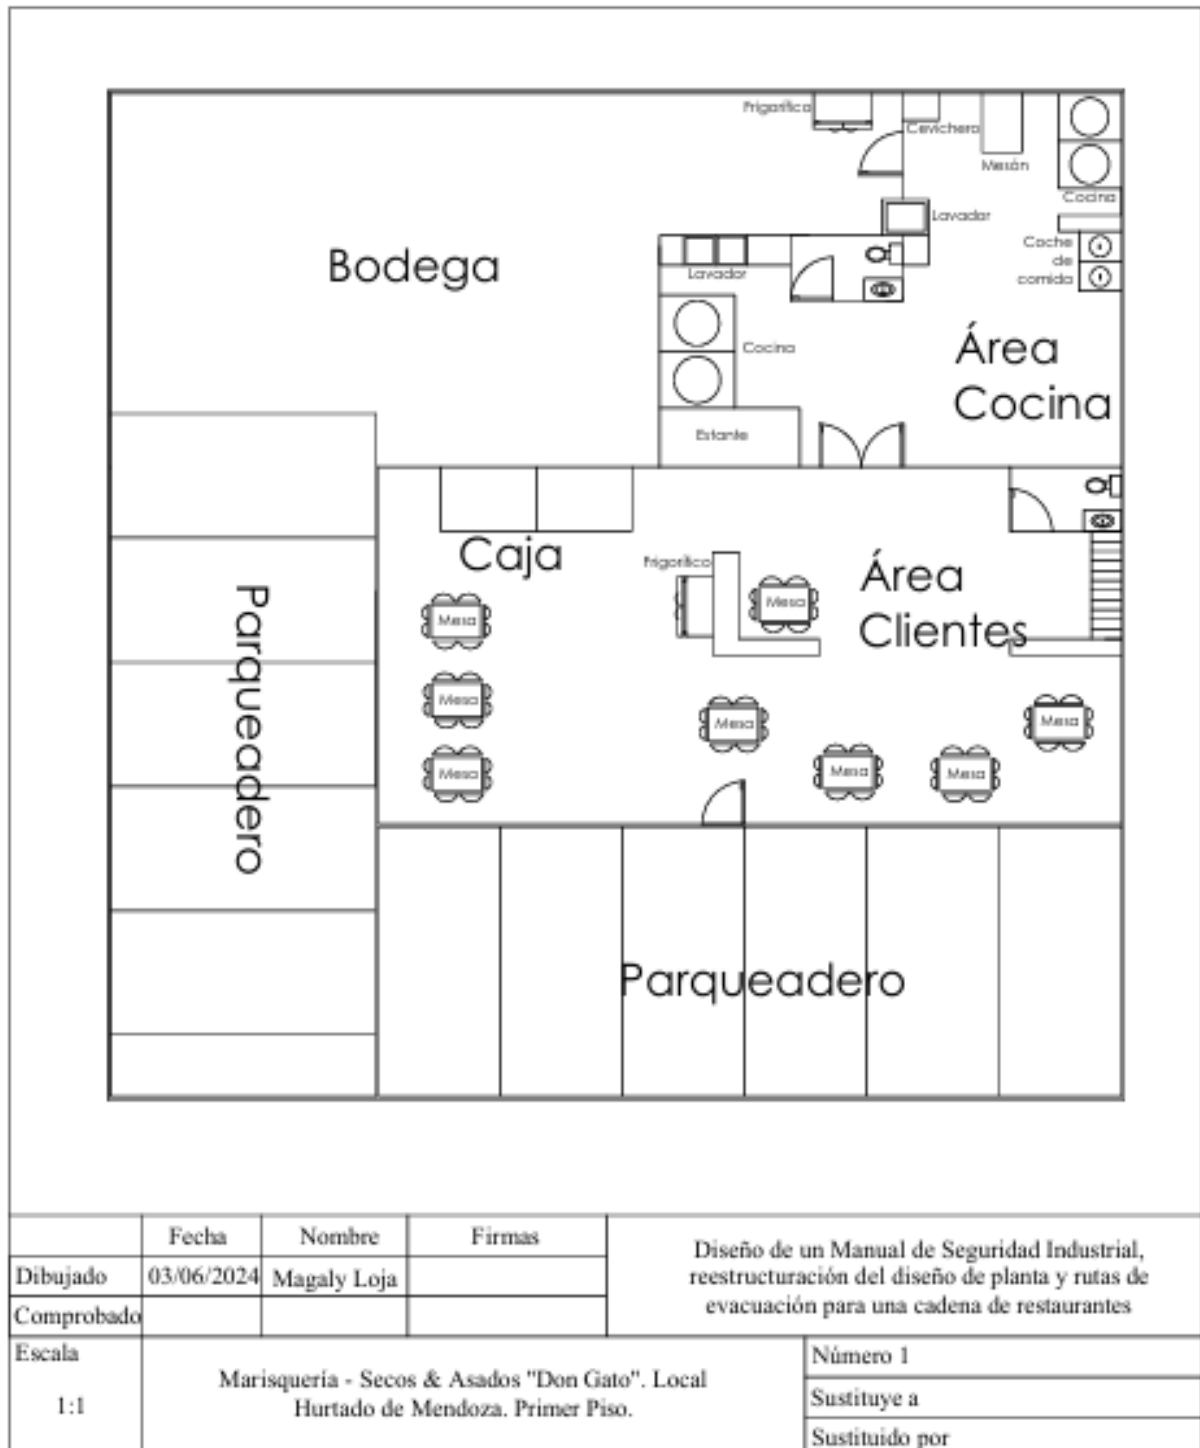 Frigorífico
Cevichero
Mesón
Cocina
Lavador
Coche
de
comida
Bodega
Lavador
Cocina
Área
Cocina
Estante
Caja
Frigorífico
Área
Clientes
Mesa
Mesa
Mesa
Mesa
Mesa
Mesa
Mesa
Mesa
Parqueadero
Parqueadero
Fecha
Nombre
Firmas
Dibujado
03/06/2024
Magaly Loja
Comprobado
Diseño de un Manual de Seguridad Industrial,
reestructuración del diseño de planta y rutas de
evacuación para una cadena de restaurantes
Escala
1:1
Marisquería - Secos & Asados "Don Gato". Local
Hurtado de Mendoza. Primer Piso.
Número 1
Sustituye a
Sustituido por